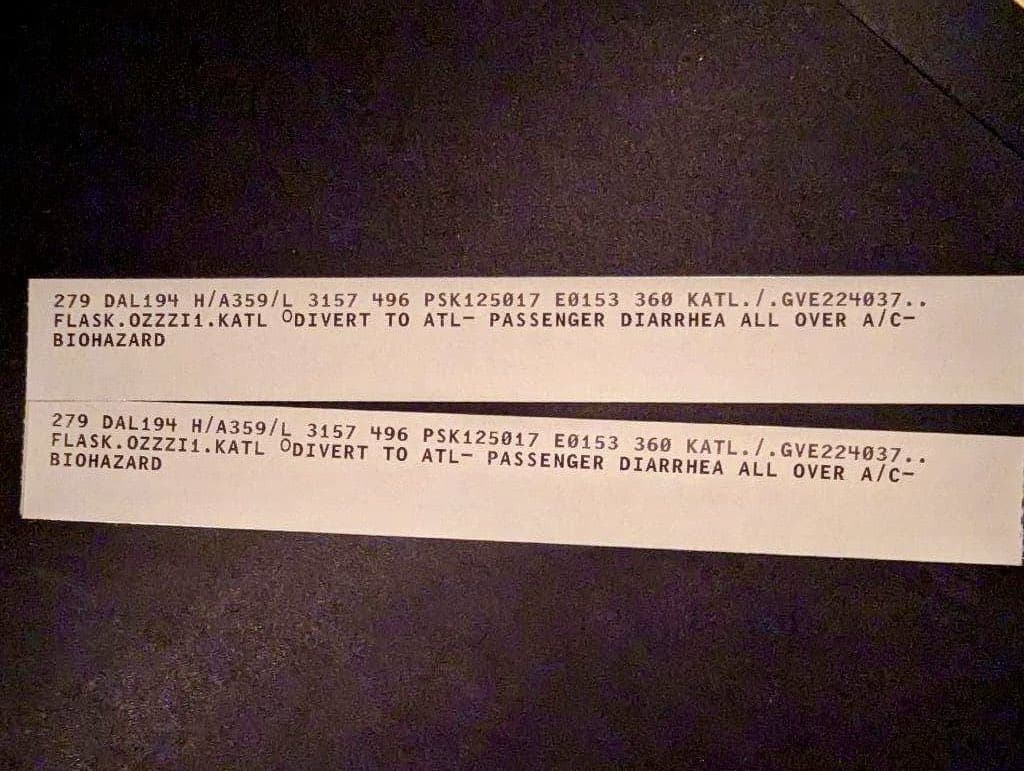 279 DAL194 H/A359/L 3157 496 PSK125017 E0153 360 KATL./.GVE224037..
FLASK.OZZZI1.KATL ○DIVERT TO ATL- PASSENGER DIARRHEA ALL OVER A/C-
BIOHAZARD
279 DAL194 H/A359/L 3157 496 PSK125017 E0153 360 KATL./.GVE224037..
FLASK.OZZZI1.KATL ○DIVERT TO ATL- PASSENGER DIARRHEA ALL OVER A/C-
BIOHAZARD